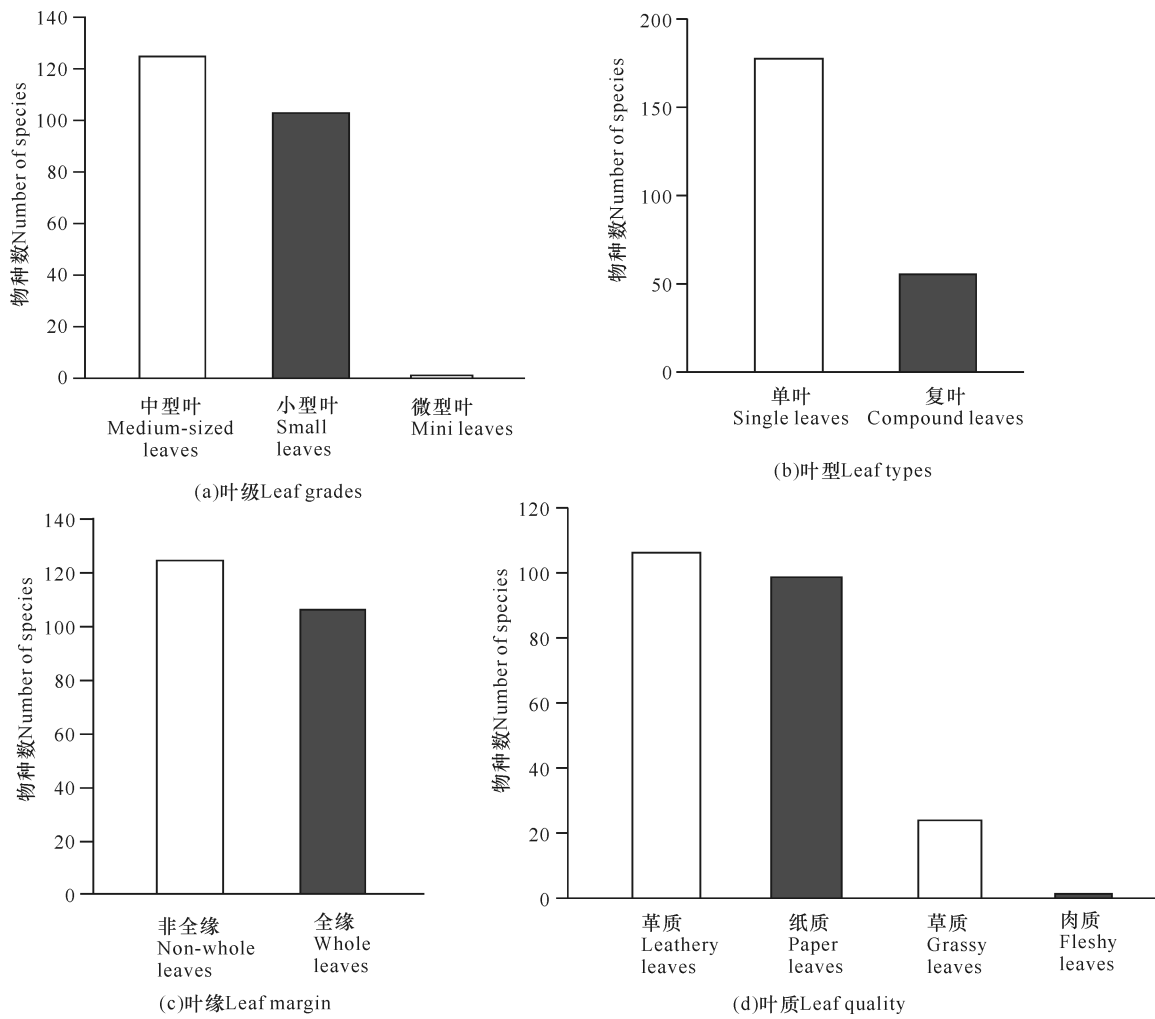 物种数Number of species
140
120
100
80
60
40
20
0
中型叶
Medium-sized
leaves
小型叶
Small
leaves
微型叶
Mini leaves
(a)叶级Leaf grades
物种数Number of species
200
150
100
50
0
单叶
Single leaves
复叶
Compound leaves
(b)叶型Leaf types
物种数Number of species
140
120
100
80
60
40
20
0
非全缘
Non-whole
leaves
全缘
Whole
leaves
(c)叶缘Leaf margin
物种数Number of species
120
100
80
60
40
20
0
革质
Leathery
leaves
纸质
Paper
leaves
草质
Grassy
leaves
肉质
Fleshy
leaves
(d)叶质Leaf quality